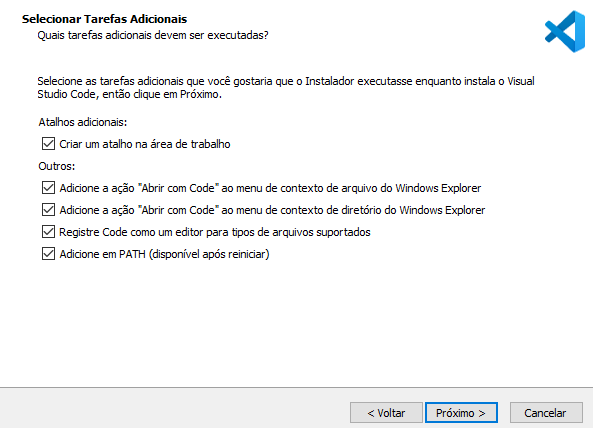 Selecionar Tarefas Adicionais
Quais tarefas adicionais devem ser executadas?
Selecione as tarefas adicionais que você gostaria que o Instalador executasse enquanto instala o Visual
Studio Code, então clique em Próximo.
Atalhos adicionais:
Criar um atalho na área de trabalho
Outros:
Adicione a ação "Abrir com Code" ao menu de contexto de arquivo do Windows Explorer
Adicione a ação "Abrir com Code" ao menu de contexto de diretório do Windows Explorer
Registre Code como um editor para tipos de arquivos suportados
Adicione em PATH (disponível após reiniciar)
< Voltar Próximo > Cancelar